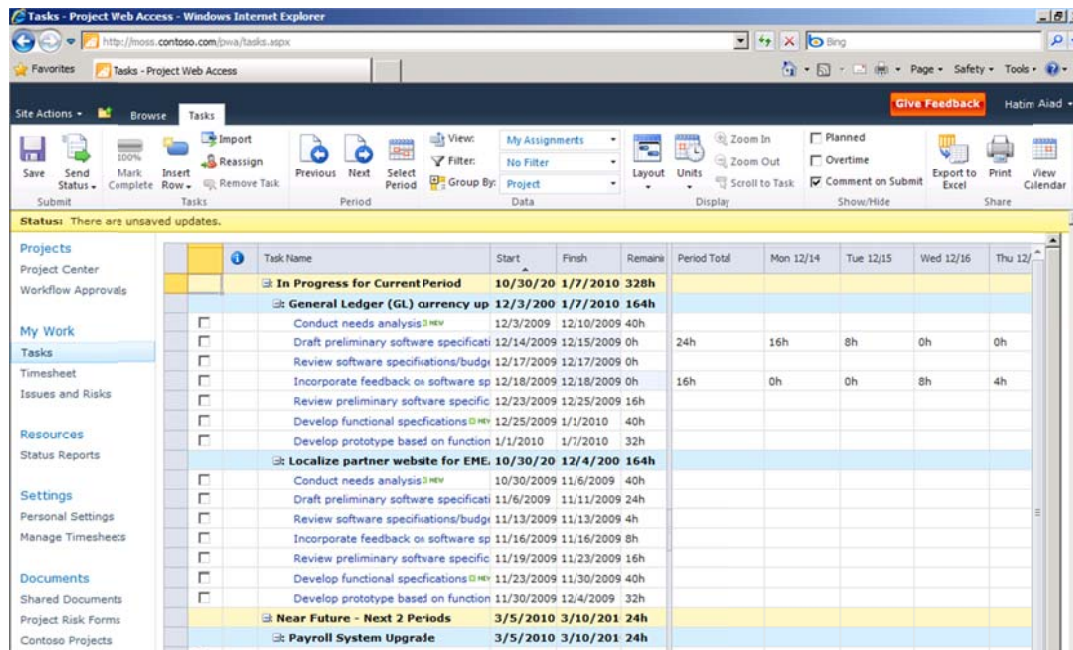 Tasks - Project Web Access - Windows Internet Explorer
http://moss.contoso.com/pwa/tasks.aspx
Bing
Favorites Tasks - Project Web Access Page Safety Tools
Give Feedback Hatim Aiad
Site Actions Browse Tasks
Save Send Status 100% Mark Complete Insert Row Import Reassign Remove Task Previous Next Select Period View: My Assignments Filter: No Filter Group By: Project Layout Units Zoom In Zoom Out Scroll to Task Planned Overtime Comment on Submit Export to Excel Print View Calendar
Submit Tasks Period Data Display Show/Hide Share
Status: There are unsaved updates.
Projects
Project Center
Workflow Approvals
My Work
Tasks
Timesheet
Issues and Risks
Resources
Status Reports
Settings
Personal Settings
Manage Timesheets
Documents
Shared Documents
Project Risk Forms
Contoso Projects
Task Name Start Finish Remaini Period Total Mon 12/14 Tue 12/15 Wed 12/16 Thu 12/
In Progress for Current Period 10/30/20 1/7/2010 328h
General Ledger (GL) currency up 12/3/200 1/7/2010 164h
Conduct needs analysis NEW 12/3/2009 12/10/2009 40h
Draft preliminary software specificati 12/14/2009 12/15/2009 0h 24h 16h 8h 0h 0h
Review software specifications/budge 12/17/2009 12/17/2009 0h
Incorporate feedback on software sp 12/18/2009 12/18/2009 0h 16h 0h 0h 8h 4h
Review preliminary software specific 12/23/2009 12/25/2009 16h
Develop functional specifications NEW 12/25/2009 1/1/2010 40h
Develop prototype based on function 1/1/2010 1/7/2010 32h
Localize partner website for EME. 10/30/20 12/4/200 164h
Conduct needs analysis NEW 10/30/2009 11/6/2009 40h
Draft preliminary software specificati 11/6/2009 11/11/2009 24h
Review software specifications/budge 11/13/2009 11/13/2009 4h
Incorporate feedback on software sp 11/16/2009 11/16/2009 8h
Review preliminary software specific 11/19/2009 11/23/2009 16h
Develop functional specifications NEW 11/23/2009 11/30/2009 40h
Develop prototype based on function 11/30/2009 12/4/2009 32h
Near Future - Next 2 Periods 3/5/2010 3/10/201 24h
Payroll System Upgrade 3/5/2010 3/10/201 24h